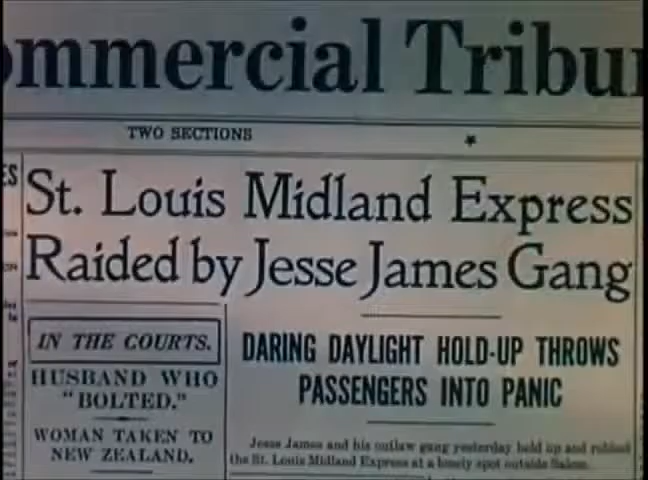 ommercial Tribu
TWO SECTIONS
ES
St. Louis Midland Express
Raided by Jesse James Gang
IN THE COURTS.
HUSBAND WHO
"BOLTED."
WOMAN TAKEN TO
NEW ZEALAND.
DARING DAYLIGHT HOLD-UP THROWS
PASSENGERS INTO PANIC
Jesse James and his outlaw gang yesterday held up and robbed
the St. Louis Midland Express at a lonely spot outside Salem.